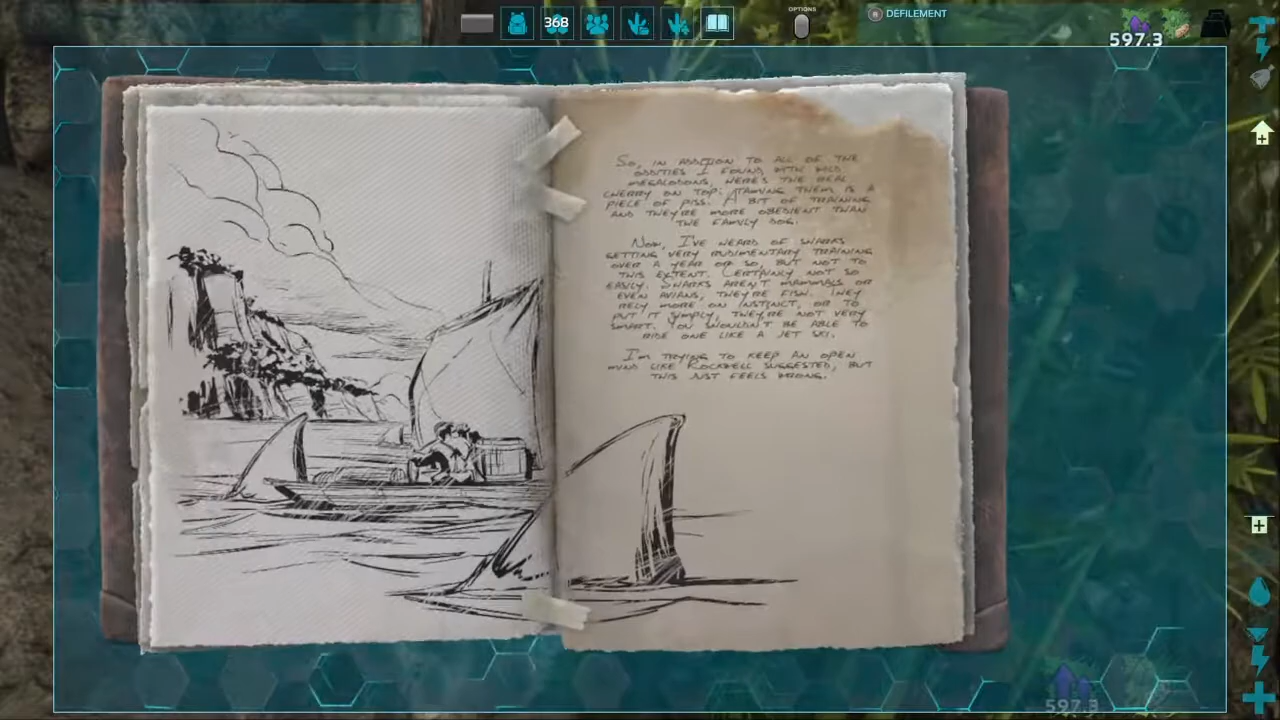 368
OPTIONS
DÉFILEMENT
597.3
SO, IN ADDITION TO ALL OF THE
ODDITIES I FOUND WITH WILD
MEGALODONS, HERE'S THE REAL
CHERRY ON TOP: TAMING THEM IS A
PIECE OF PISS. A BIT OF TRAINING
AND THEY'RE MORE OBEDIENT THAN
THE FAMILY DOG.
NOW, I'VE HEARD OF SHARKS
GETTING VERY RUDIMENTARY TRAINING
OVER A YEAR OR SO, BUT NOT TO
THIS EXTENT. CERTAINLY NOT SO
EASILY. SHARKS AREN'T MAMMALS OR
EVEN AVIANS, THEY'RE FISH. THEY
RELY MORE ON INSTINCT, OR TO
PUT IT SIMPLY, THEY'RE NOT VERY
SMART. YOU SHOULDN'T BE ABLE TO
RIDE ONE LIKE A JET SKI.
I'M TRYING TO KEEP AN OPEN
MIND LIKE ROCKWELL SUGGESTED, BUT
THIS JUST FEELS WRONG.
597.3